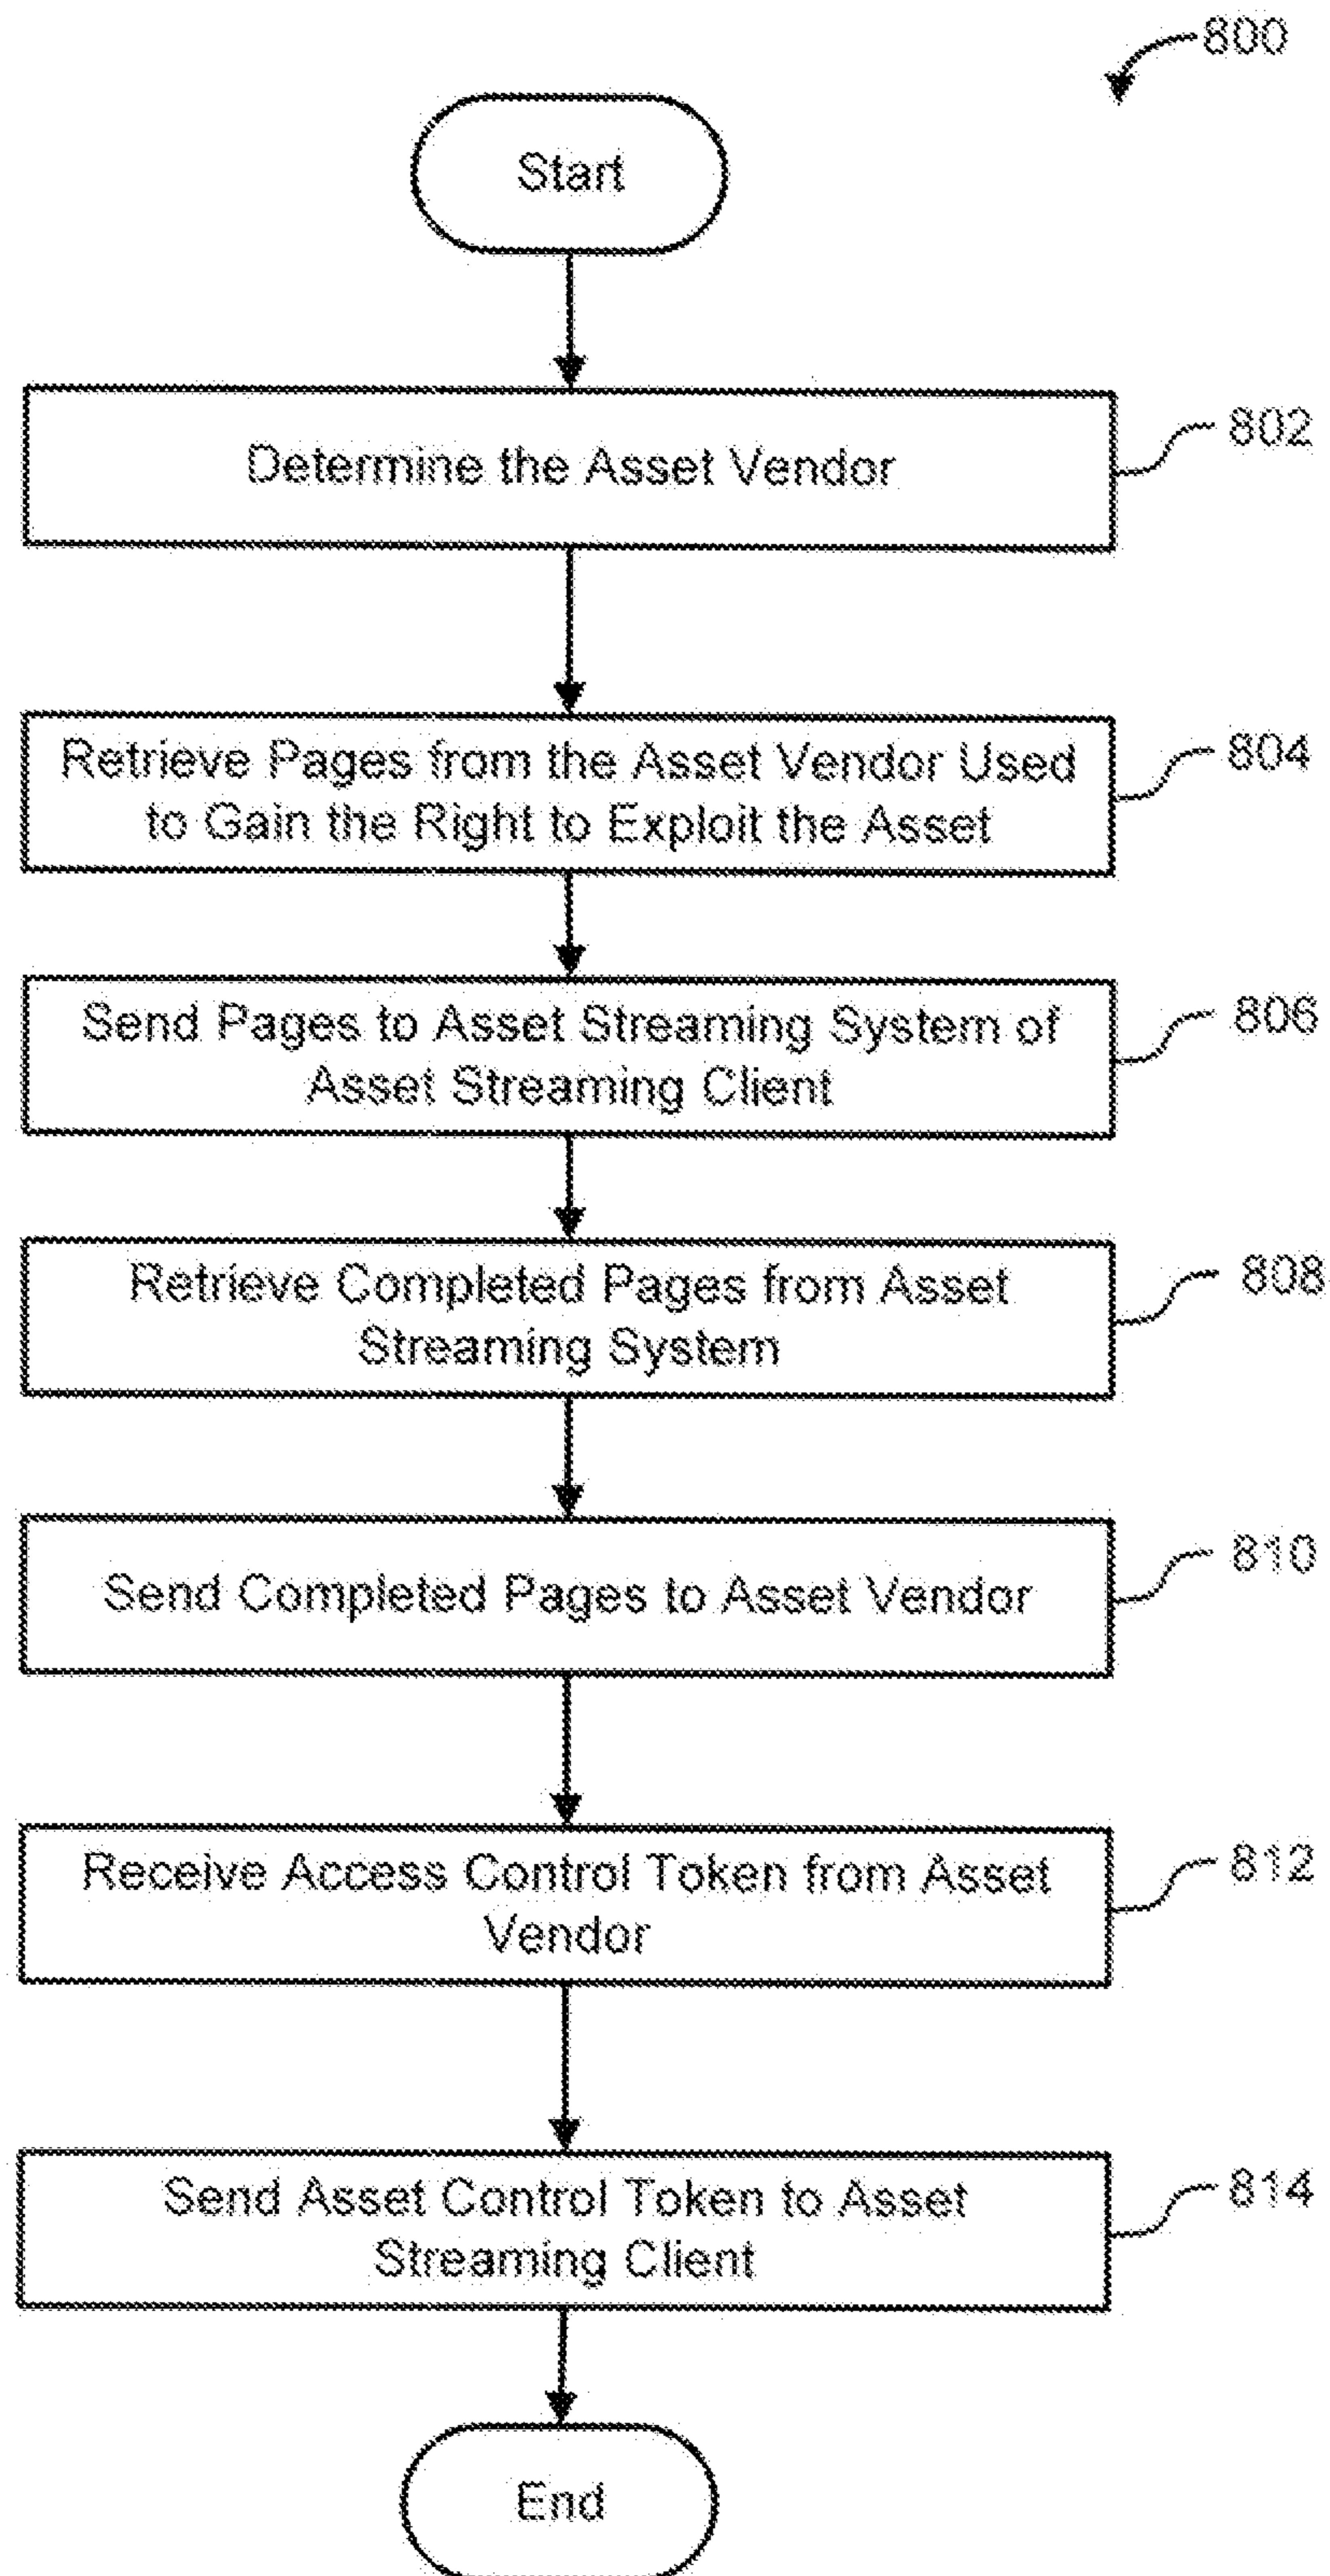 800
Start
Determine the Asset Vendor
802
Retrieve Pages from the Asset Vendor Used
to Gain the Right to Exploit the Asset
804
Send Pages to Asset Streaming System of
Asset Streaming Client
806
Retrieve Completed Pages from Asset
Streaming System
808
Send Completed Pages to Asset Vendor
810
Receive Access Control Token from Asset
Vendor
812
Send Asset Control Token to Asset
Streaming Client
814
End